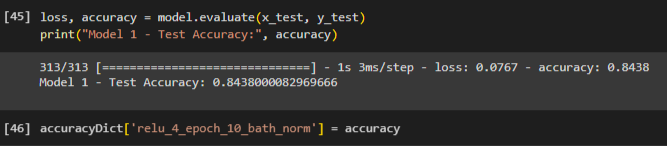 [45] loss, accuracy = model.evaluate(x_test, y_test)
print("Model 1 - Test Accuracy:", accuracy)
313/313 [==============================] - 1s 3ms/step - loss: 0.0767 - accuracy: 0.8438
Model 1 - Test Accuracy: 0.8438000082969666
[46] accuracyDict['relu_4_epoch_10_bath_norm'] = accuracy